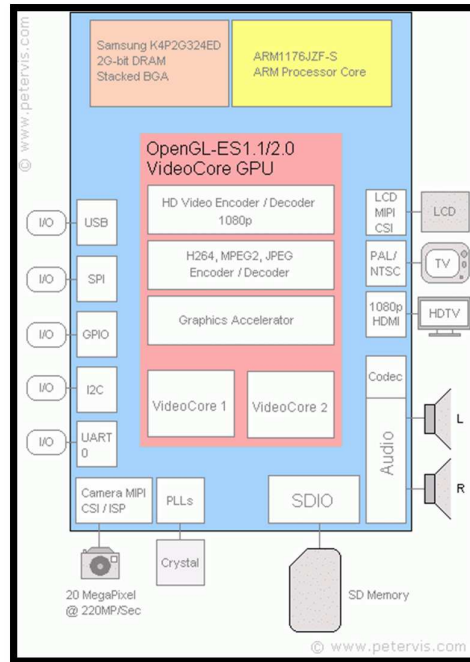 © www.petervis.com
Samsung K4P2G324ED
2G-bit DRAM
Stacked BGA
ARM1176JZF-S
ARM Processor Core
OpenGL-ES1.1/2.0
VideoCore GPU
HD Video Encoder / Decoder
1080p
H264, MPEG2, JPEG
Encoder / Decoder
Graphics Accelerator
VideoCore 1
VideoCore 2
I/O
USB
I/O
SPI
I/O
GPIO
I/O
I2C
I/O
UART
0
LCD
MIPI
CSI
LCD
PAL/
NTSC
TV
1080p
HDMI
HDTV
Codec
Audio
L
R
Camera MIPI
CSI / ISP
PLLs
SDIO
Crystal
20 MegaPixel
@ 220MP/Sec
SD Memory
© www.petervis.com